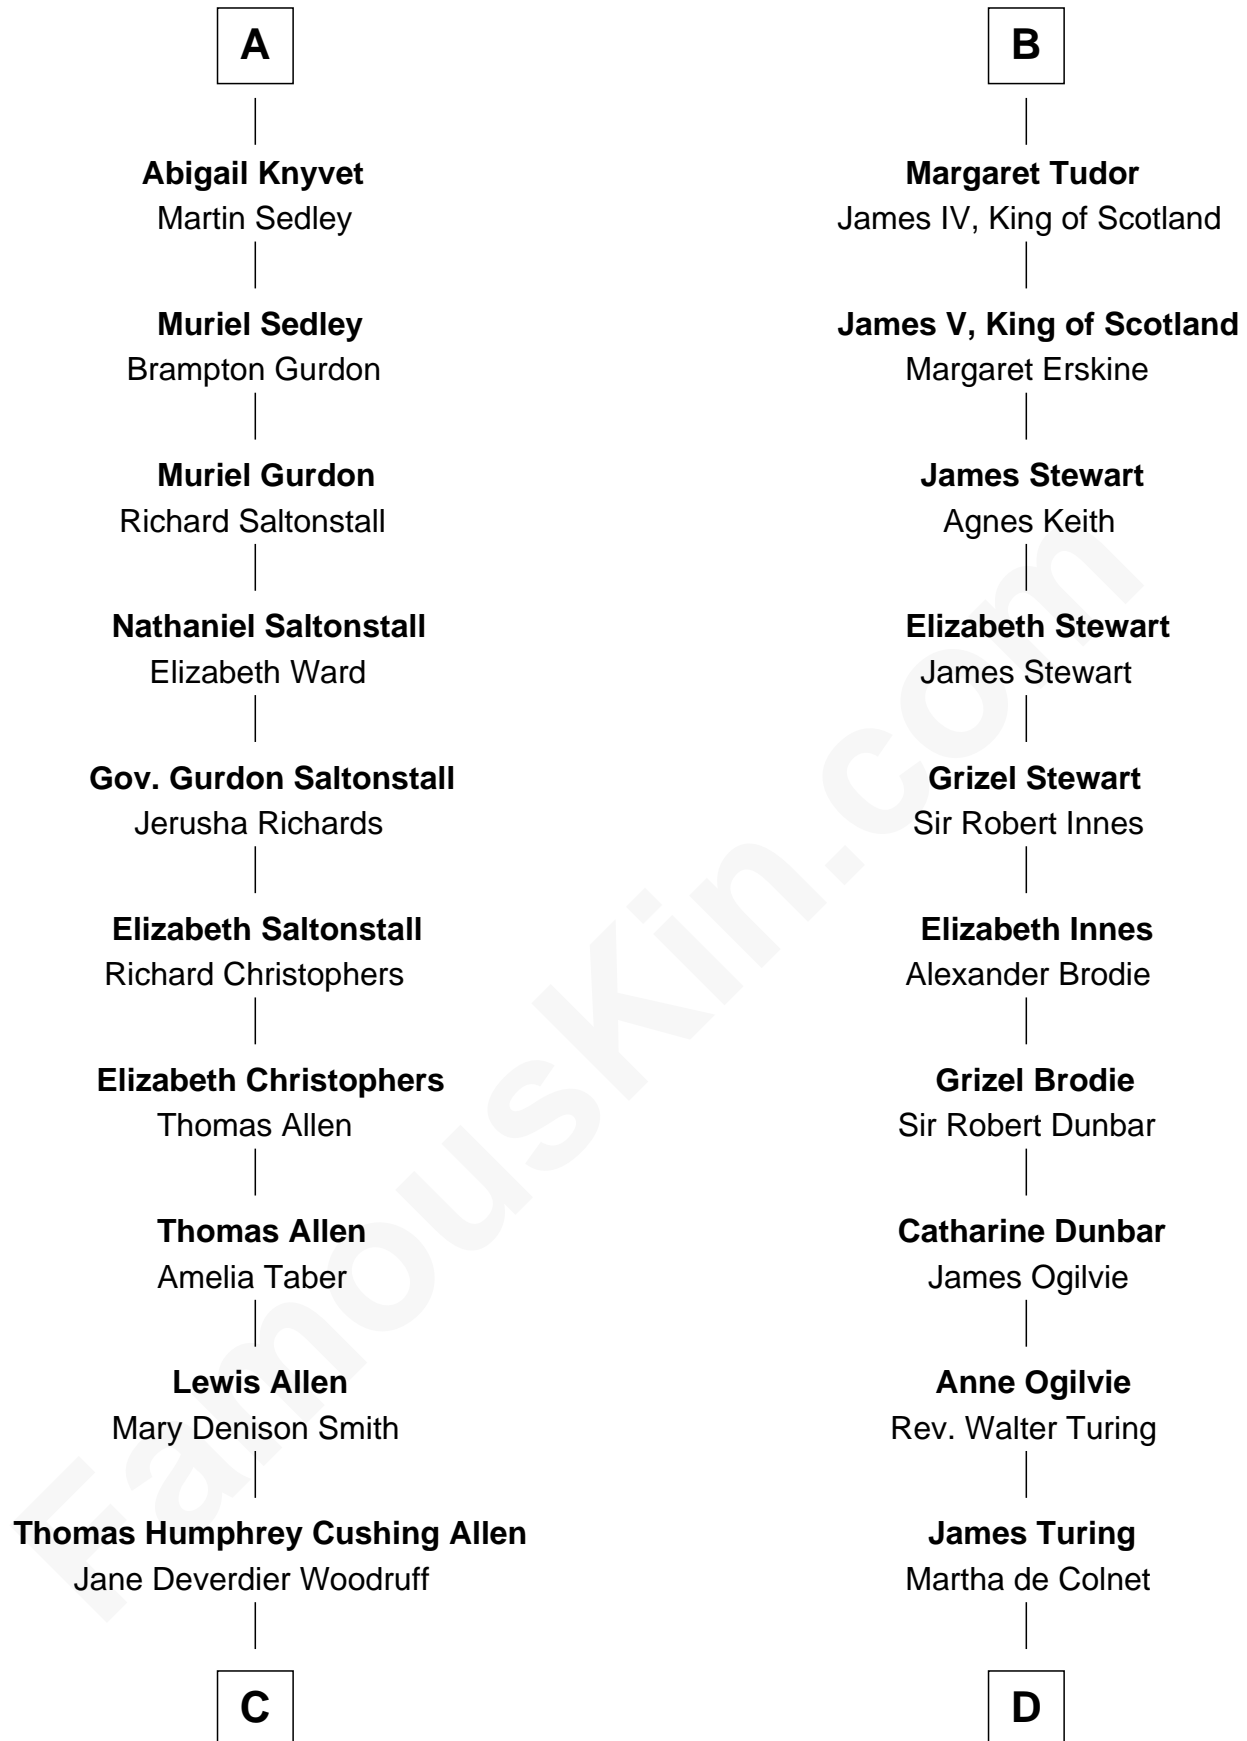 A
Abigail Knyvet
Martin Sedley
Muriel Sedley
Brampton Gurdon
Muriel Gurdon
Richard Saltonstall
Nathaniel Saltonstall
Elizabeth Ward
Gov. Gurdon Saltonstall
Jerusha Richards
Elizabeth Saltonstall
Richard Christophers
Elizabeth Christophers
Thomas Allen
Thomas Allen
Amelia Taber
Lewis Allen
Mary Denison Smith
Thomas Humphrey Cushing Allen
Jane Deverdier Woodruff
C
B
Margaret Tudor
James IV, King of Scotland
James V, King of Scotland
Margaret Erskine
James Stewart
Agnes Keith
Elizabeth Stewart
James Stewart
Grizel Stewart
Sir Robert Innes
Elizabeth Innes
Alexander Brodie
Grizel Brodie
Sir Robert Dunbar
Catharine Dunbar
James Ogilvie
Anne Ogilvie
Rev. Walter Turing
James Turing
Martha de Colnet
D
FamousKin.com